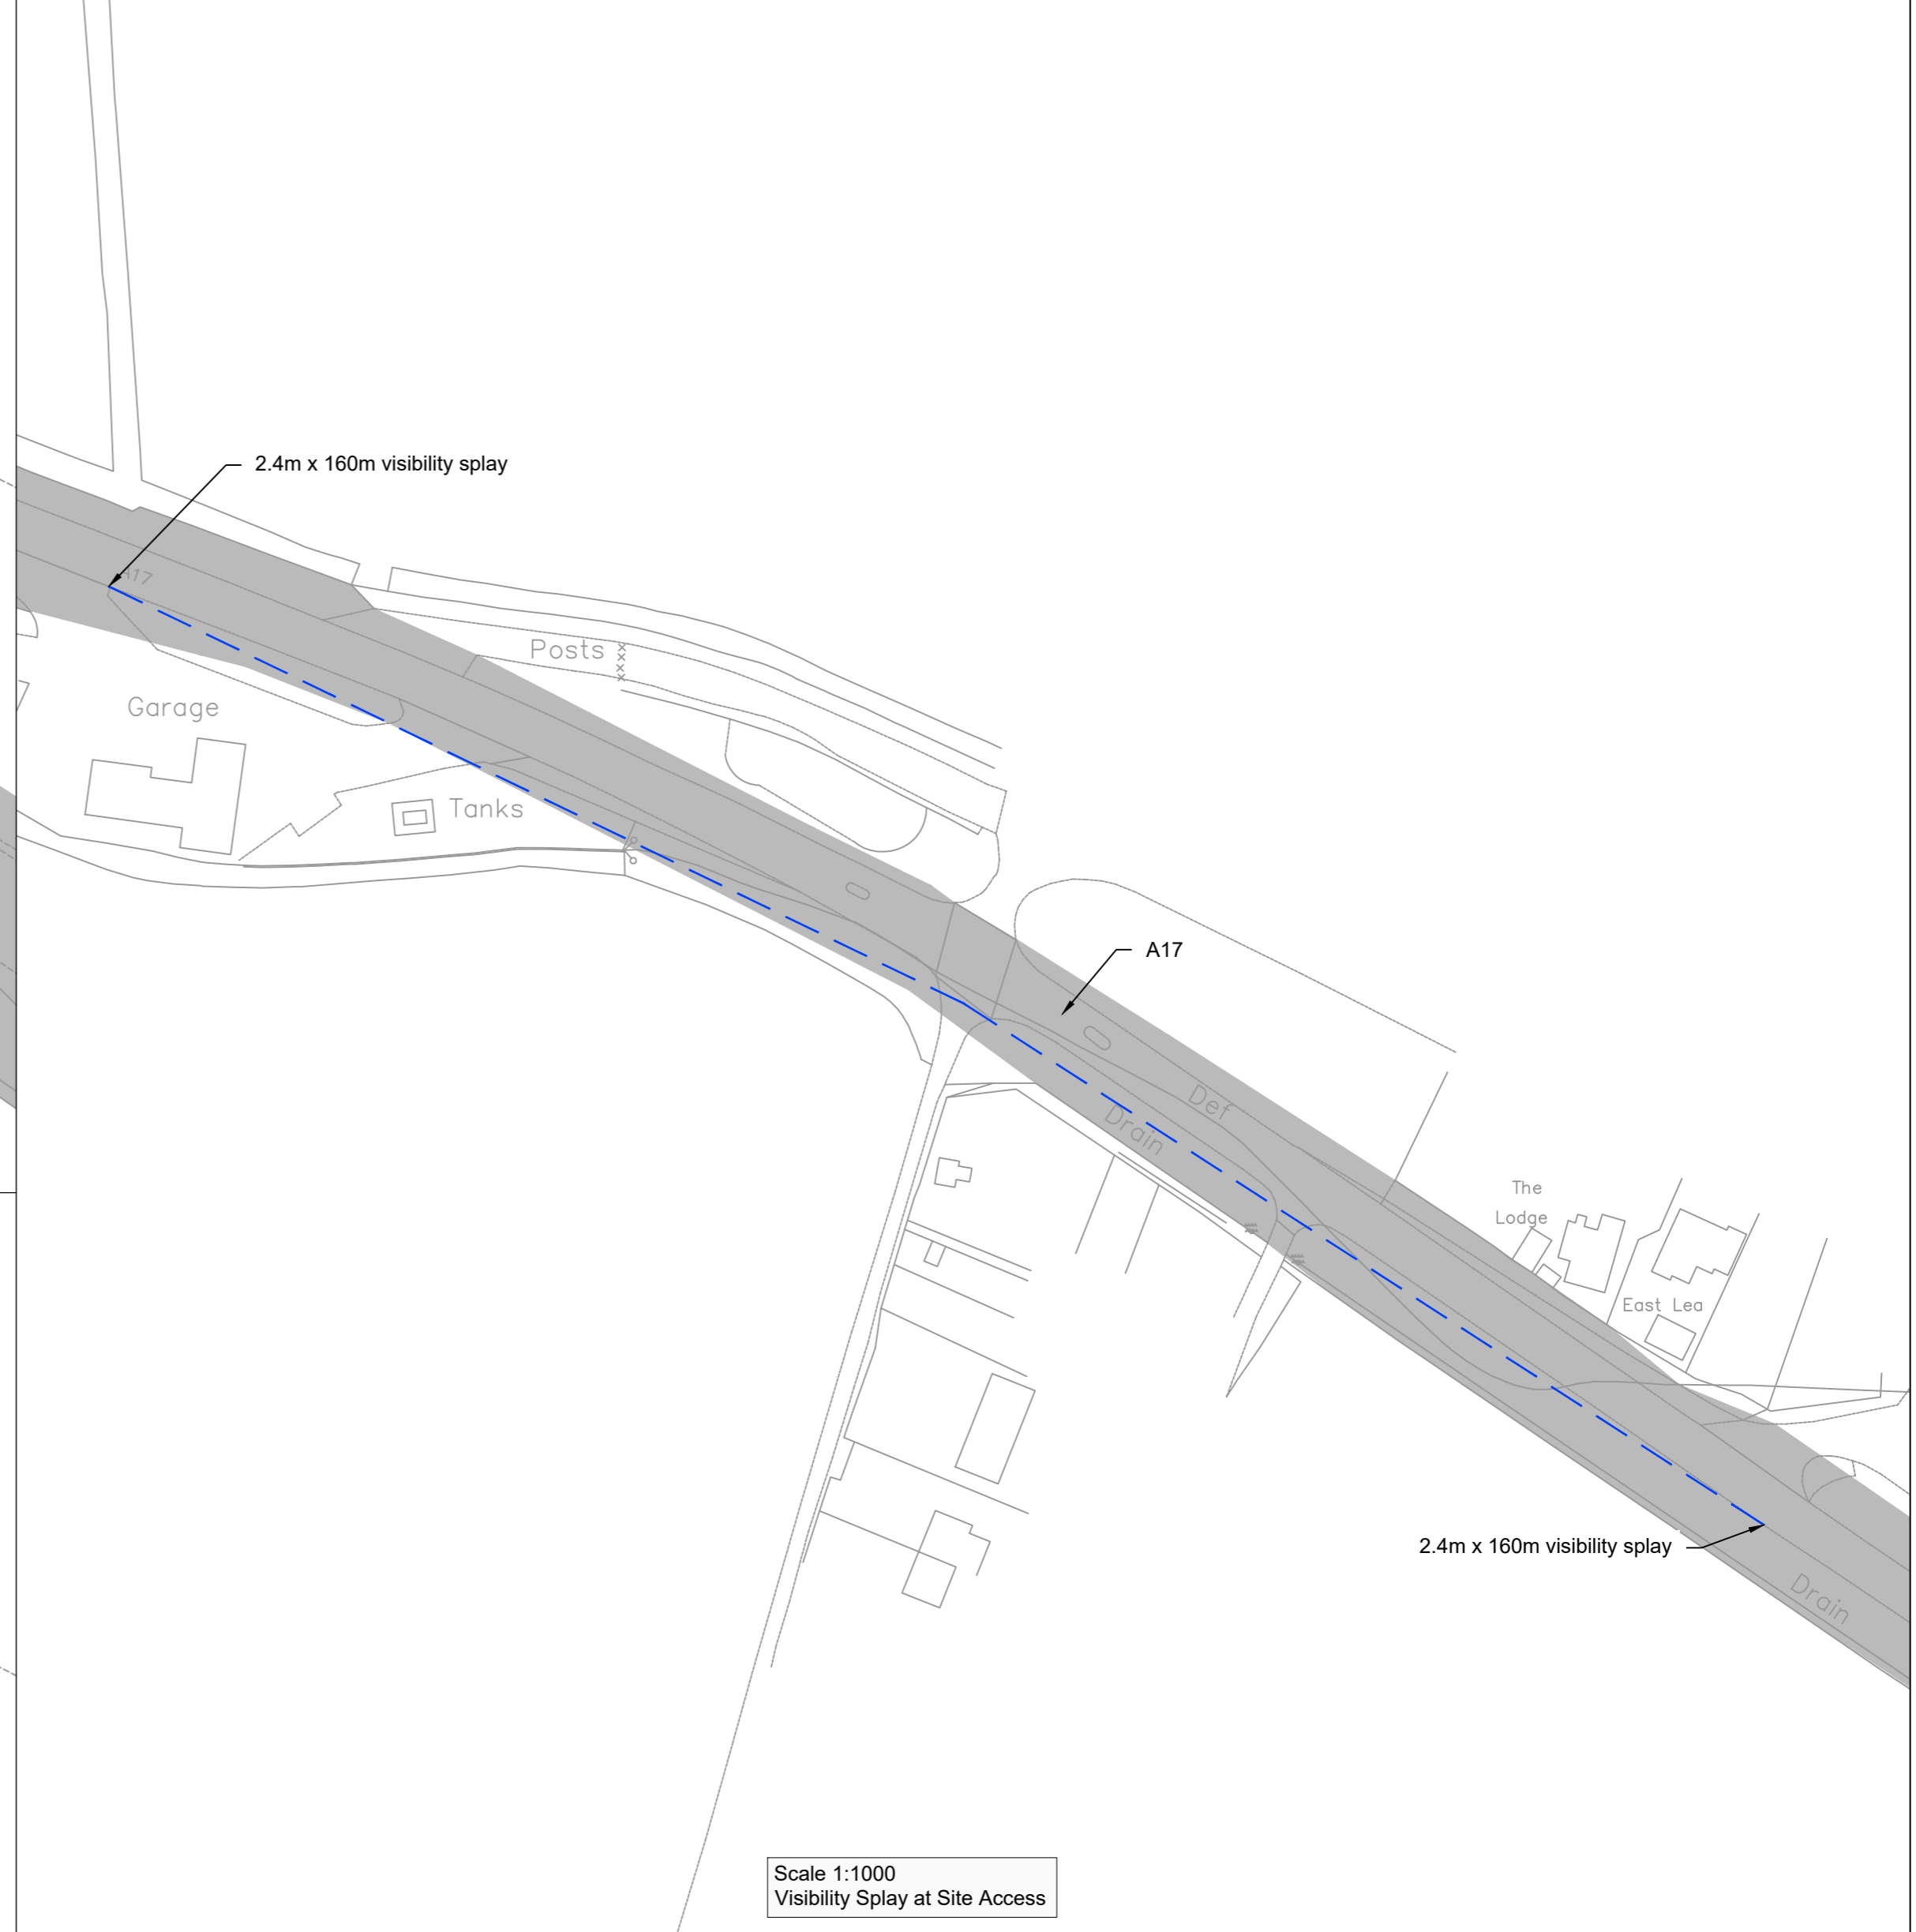 2.4m x 160m visibility splay
A17
Posts
Garage
Tanks
A17
Def
Drain
The
Lodge
East Lea
2.4m x 160m visibility splay
Drain
Scale 1:1000
Visibility Splay at Site Access